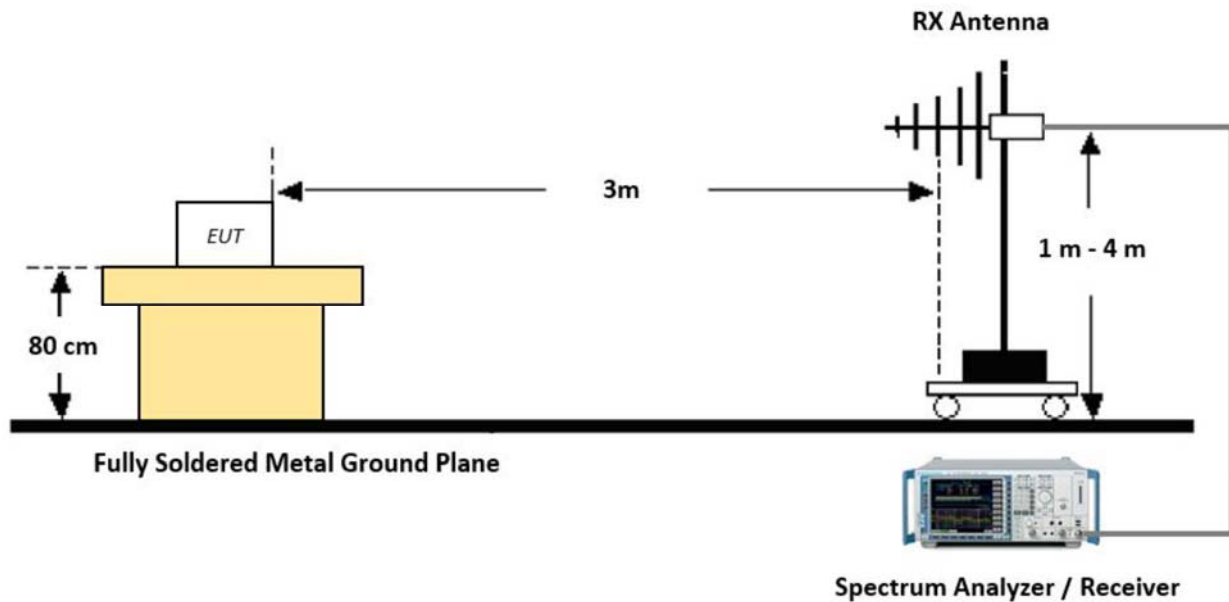 RX Antenna
3m
EUT
1 m - 4 m
80 cm
Fully Soldered Metal Ground Plane
Spectrum Analyzer / Receiver